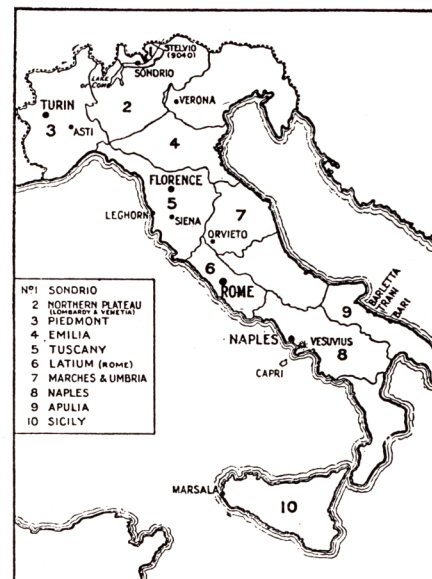 1
STELVIO
(9040)
LAKE OF COMO
SONDRIO
TURIN
3
ASTI
2
VERONA
4
FLORENCE
5
LEGHORN
SIENA
7
ORVIETO
6
ROME
9
BARLETTA
TRANI
BARI
NAPLES
VESUVIUS
8
CAPRI
MARSALA
10
Nº1 SONDRIO
2 NORTHERN PLATEAU
(LOMBARDY & VENETIA)
3 PIEDMONT
4 EMILIA
5 TUSCANY
6 LATIUM (ROME)
7 MARCHES & UMBRIA
8 NAPLES
9 APULIA
10 SICILY